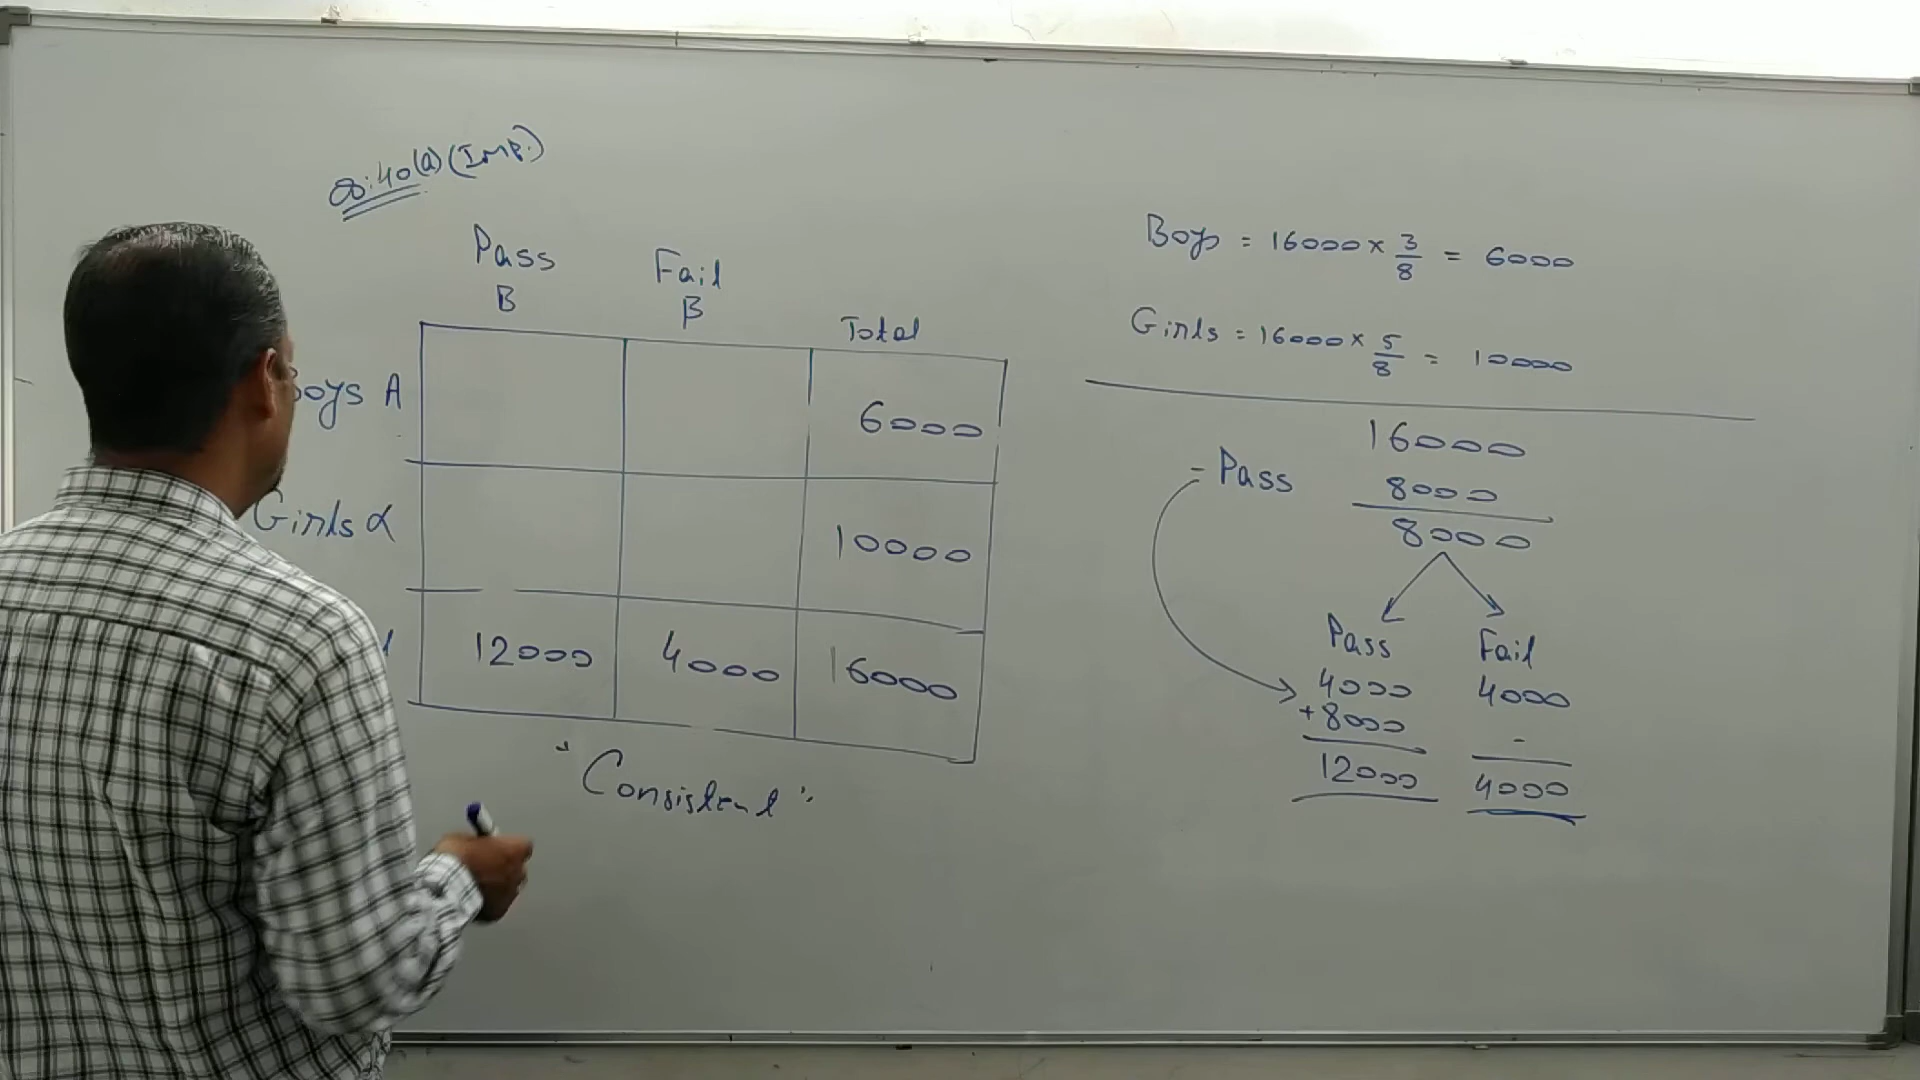 Q:40(a)(Imp.)
Pass Fail
B β Total
Boys A 6000
Girls α 10000
12000 4000 16000
"Consistent"
Boys = 16000 × 3/8 = 6000
Girls = 16000 × 5/8 = 10000
16000
- Pass 8000
8000
Pass Fail
4000 4000
+8000 -
12000 4000